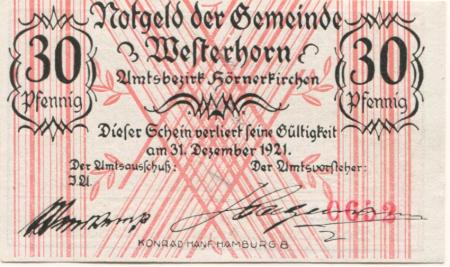 Notgeld der Gemeinde
30 Westerhorn 30
Pfennig Amtsbezirk Hörnerkirchen Pfennig
Dieser Schein verliert seine Gültigkeit
am 31. Dezember 1921.
Der Amtsausschuß: Der Amtsvorsteher:
I.A.
0632
KONRAD HANF, HAMBURG 8